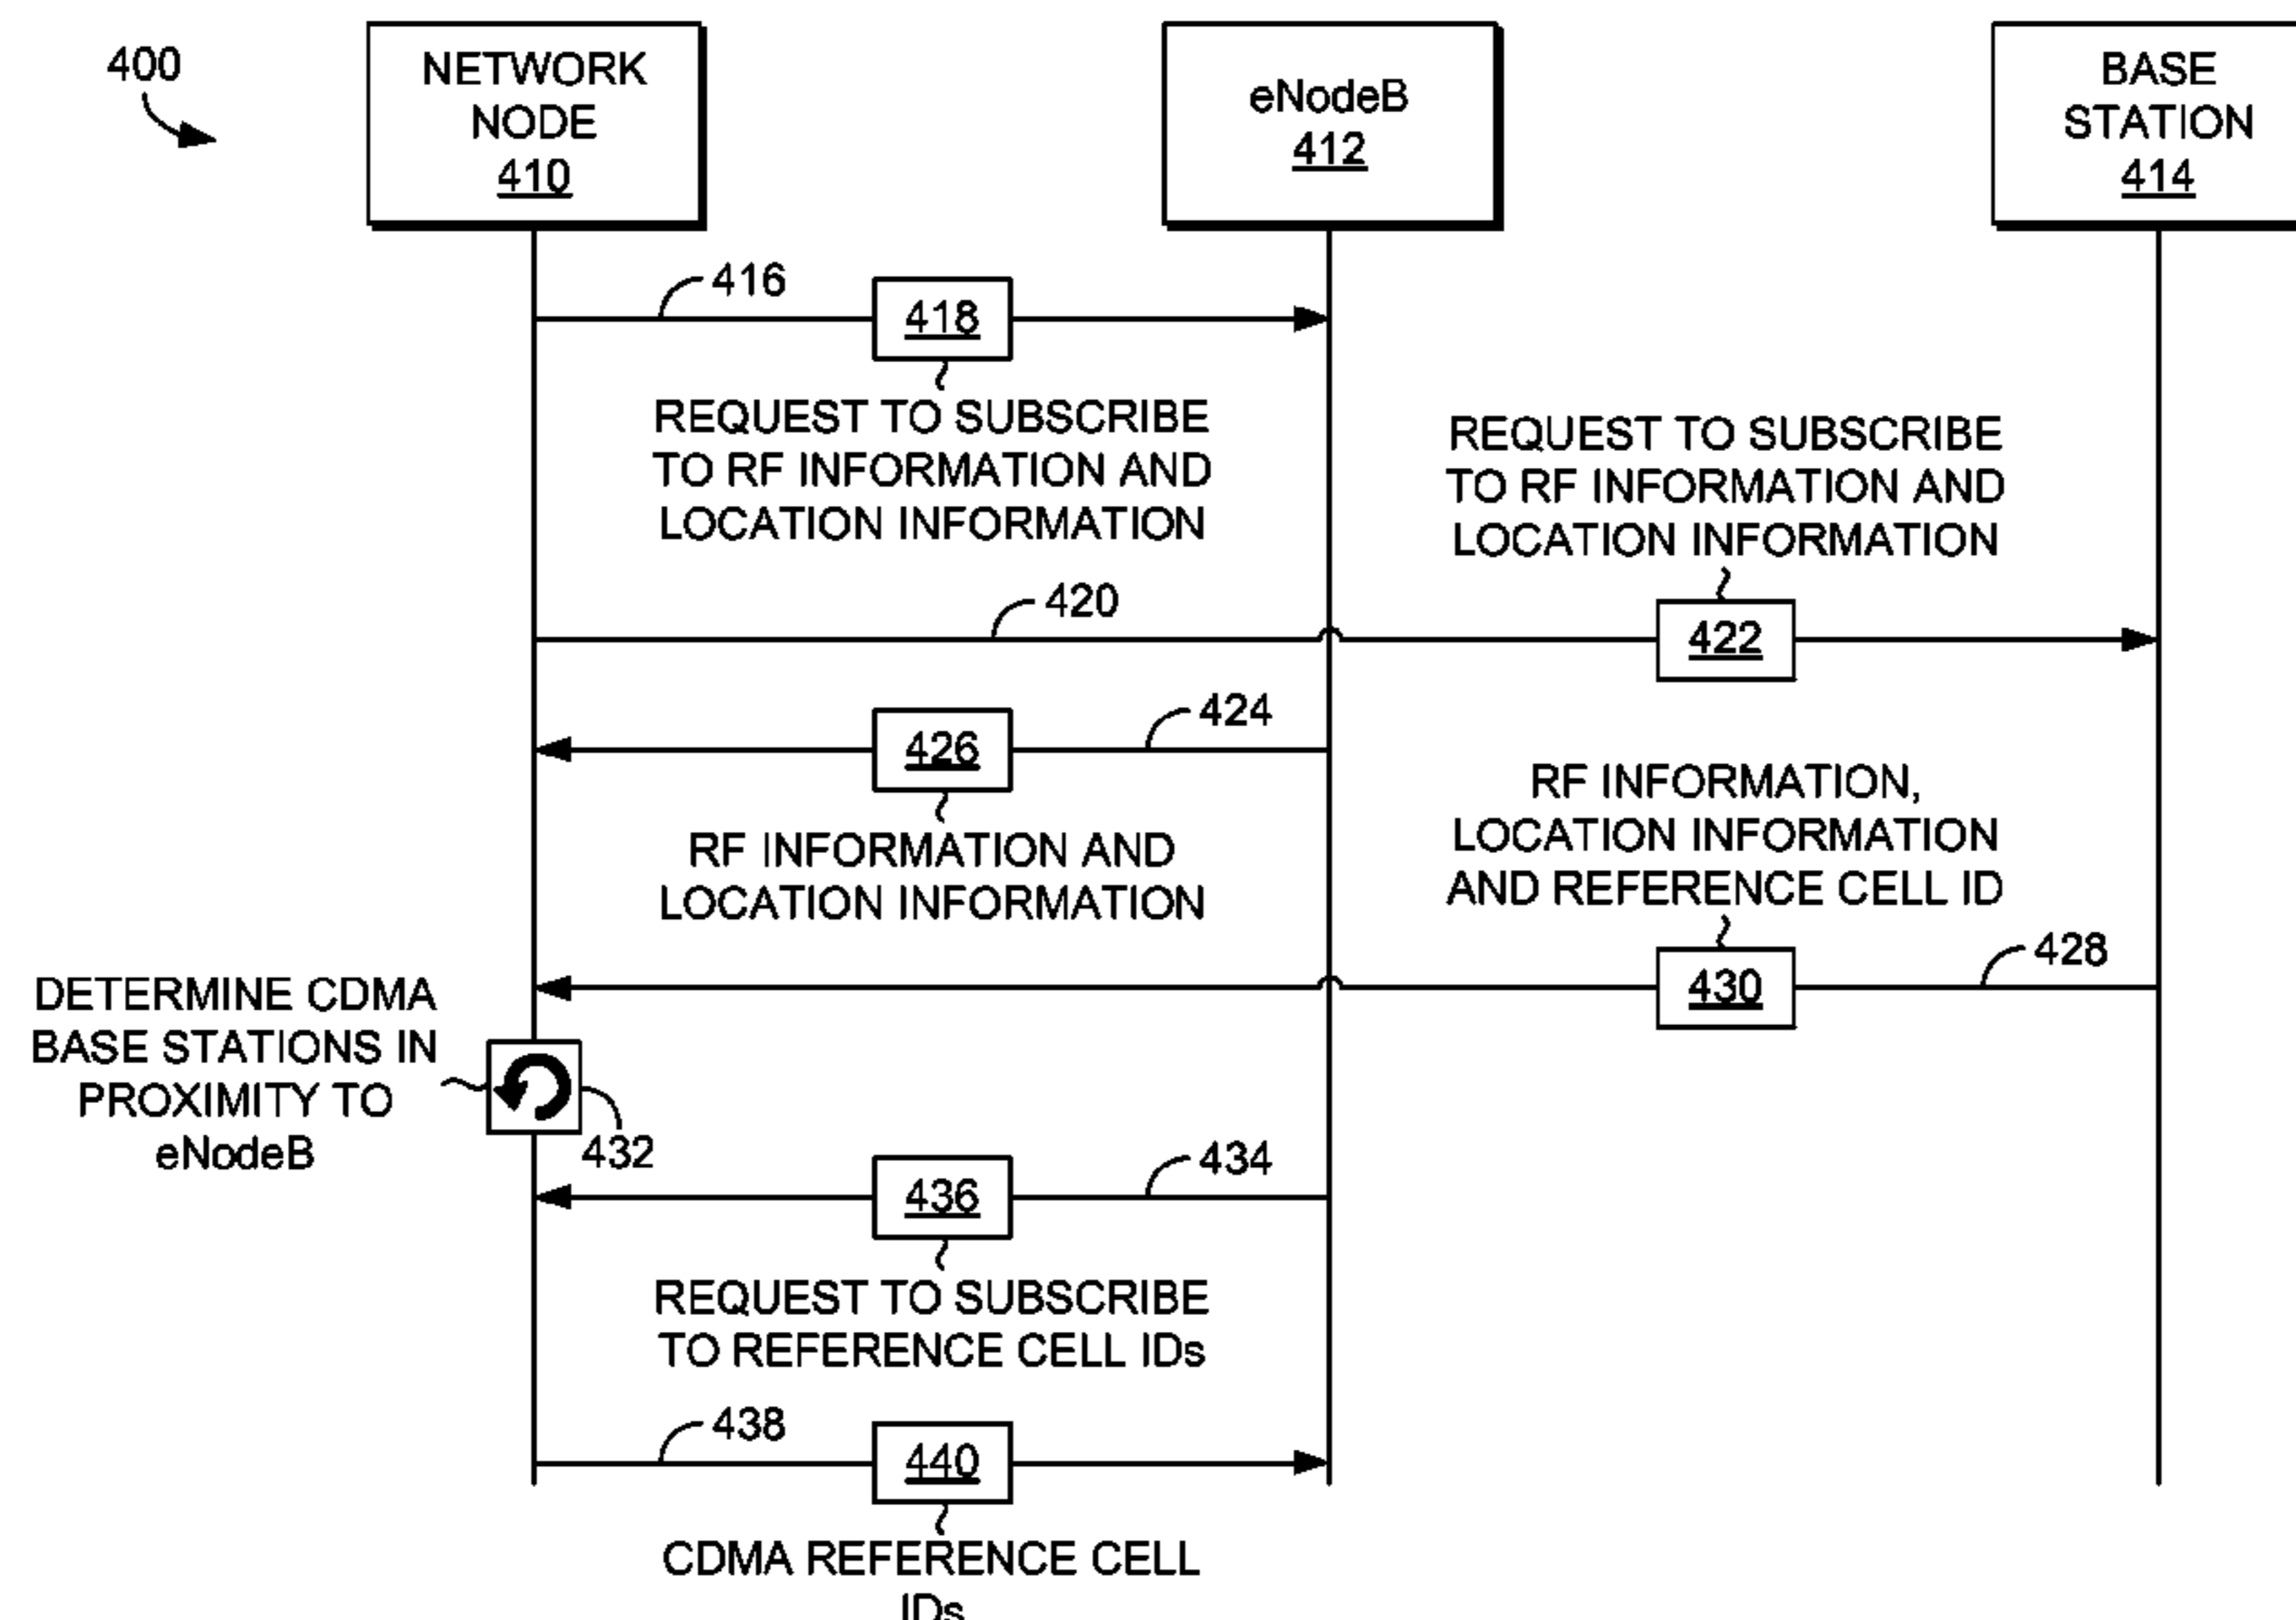 400
NETWORK
NODE
410
eNodeB
412
BASE
STATION
414
416
418
REQUEST TO SUBSCRIBE
TO RF INFORMATION AND
LOCATION INFORMATION
REQUEST TO SUBSCRIBE
TO RF INFORMATION AND
LOCATION INFORMATION
420
422
424
426
RF INFORMATION AND
LOCATION INFORMATION
RF INFORMATION,
LOCATION INFORMATION
AND REFERENCE CELL ID
428
430
DETERMINE CDMA
BASE STATIONS IN
PROXIMITY TO
eNodeB
432
434
436
REQUEST TO SUBSCRIBE
TO REFERENCE CELL IDs
438
440
CDMA REFERENCE CELL
IDs